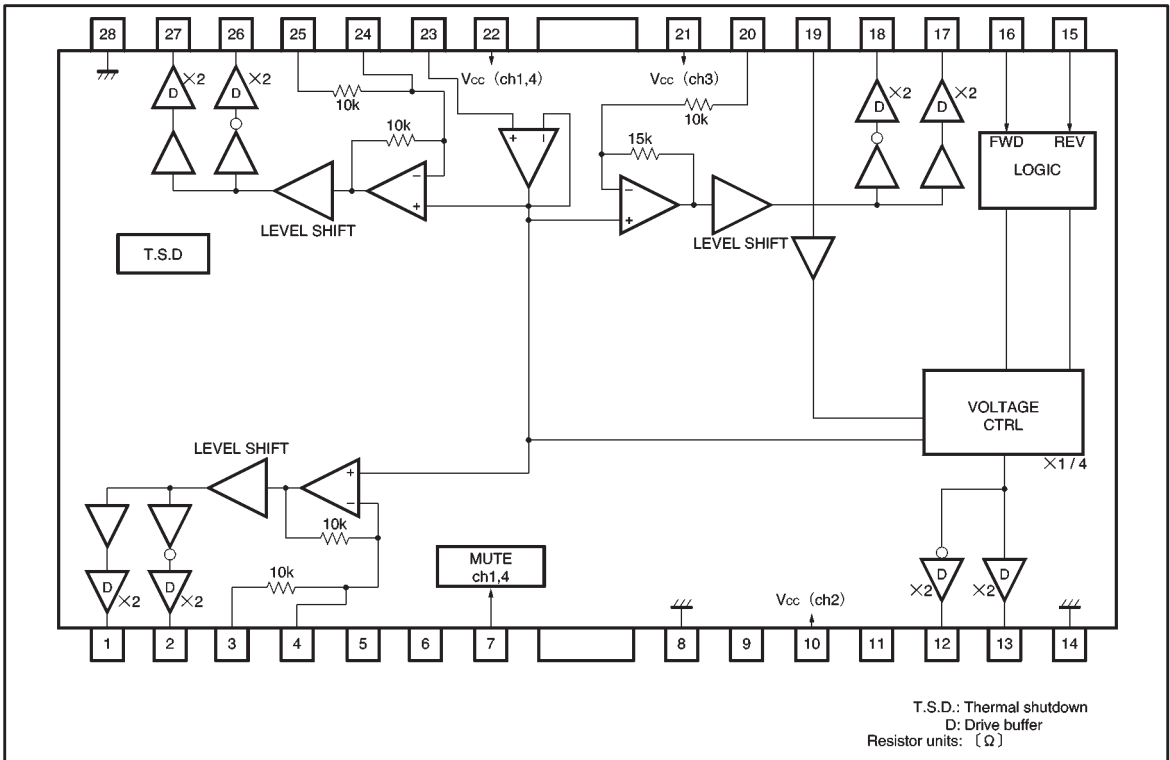 28 27 26 25 24 23 22 21 20 19 18 17 16 15
Vcc (ch1,4)
Vcc (ch3)
D ×2
D ×2
10k
10k
+ −
10k
15k
D ×2
D ×2
FWD REV
LOGIC
−
+
−
+
LEVEL SHIFT
LEVEL SHIFT
T.S.D
VOLTAGE
CTRL
×1/4
LEVEL SHIFT
+
−
10k
10k
D ×2
D ×2
MUTE
ch1,4
Vcc (ch2)
×2 D
×2 D
1 2 3 4 5 6 7 8 9 10 11 12 13 14
T.S.D.: Thermal shutdown
D: Drive buffer
Resistor units: 〔Ω〕